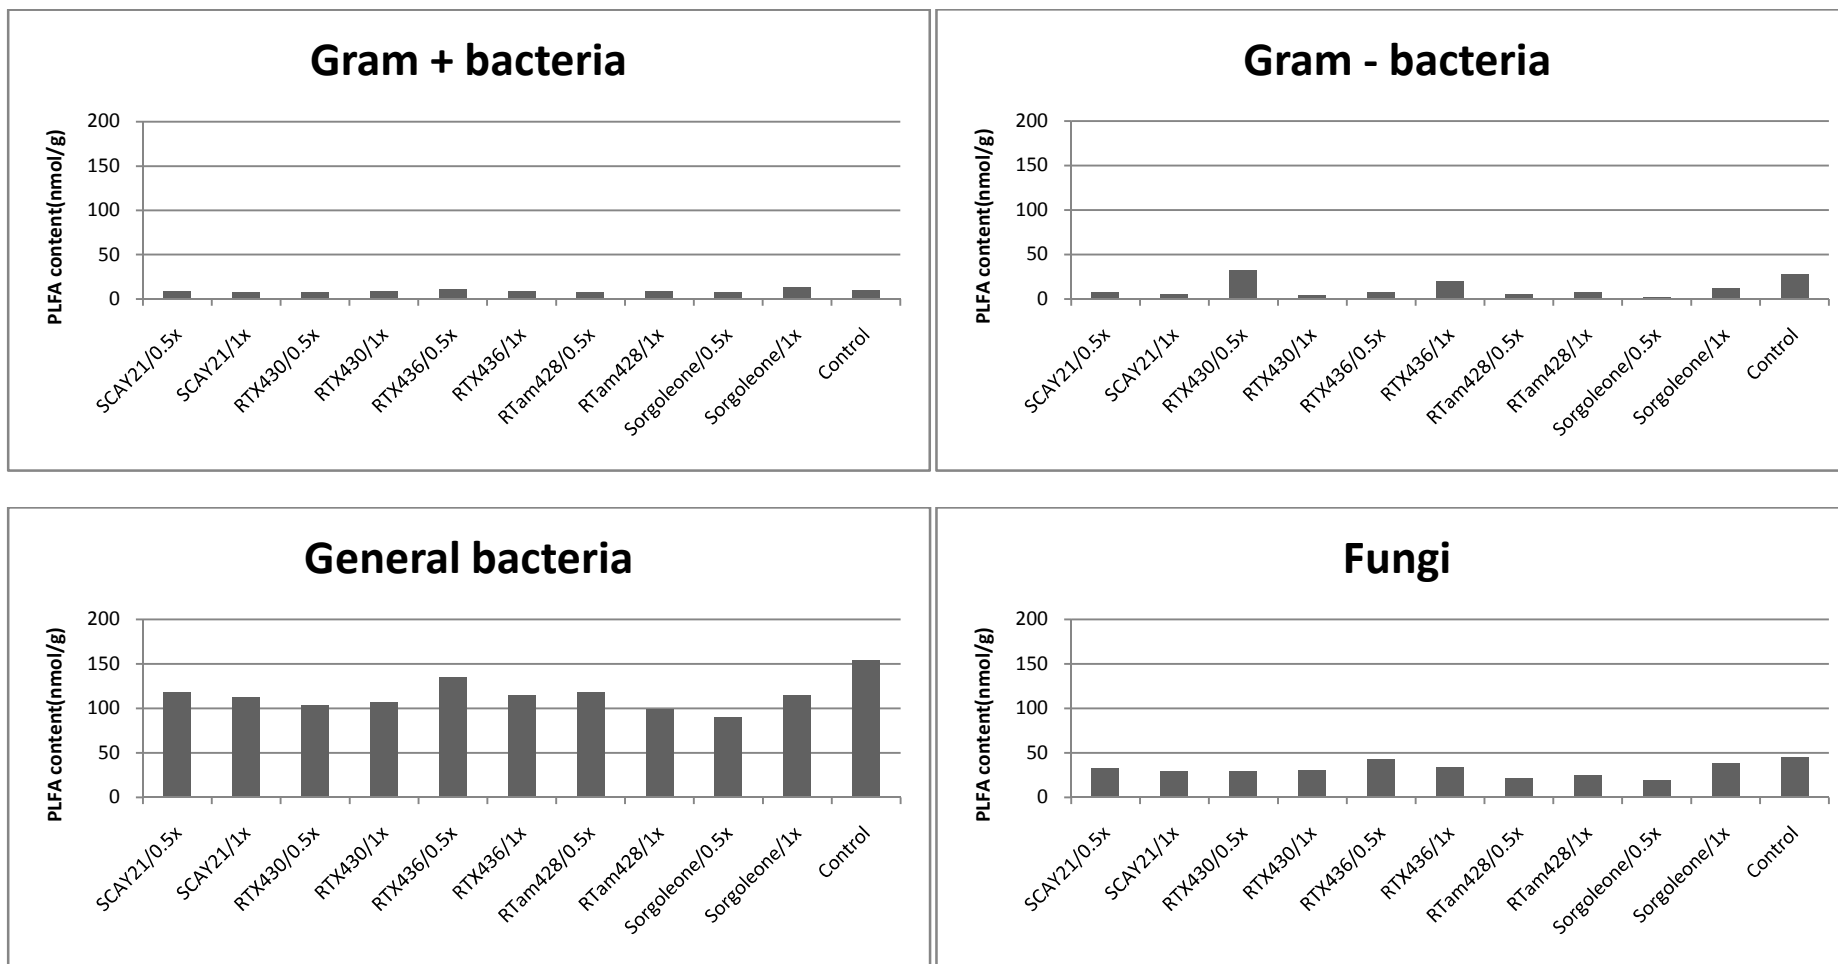 Gram + bacteria
PLFA content(nmol/g)
200
150
100
50
0
SCAY21/0.5x
SCAY21/1x
RTX430/0.5x
RTX430/1x
RTX436/0.5x
RTX436/1x
RTam428/0.5x
RTam428/1x
Sorgoleone/0.5x
Sorgoleone/1x
Control
Gram - bacteria
PLFA content(nmol/g)
200
150
100
50
0
SCAY21/0.5x
SCAY21/1x
RTX430/0.5x
RTX430/1x
RTX436/0.5x
RTX436/1x
RTam428/0.5x
RTam428/1x
Sorgoleone/0.5x
Sorgoleone/1x
Control
General bacteria
PLFA content(nmol/g)
200
150
100
50
0
SCAY21/0.5x
SCAY21/1x
RTX430/0.5x
RTX430/1x
RTX436/0.5x
RTX436/1x
RTam428/0.5x
RTam428/1x
Sorgoleone/0.5x
Sorgoleone/1x
Control
Fungi
PLFA content(nmol/g)
200
150
100
50
0
SCAY21/0.5x
SCAY21/1x
RTX430/0.5x
RTX430/1x
RTX436/0.5x
RTX436/1x
RTam428/0.5x
RTam428/1x
Sorgoleone/0.5x
Sorgoleone/1x
Control